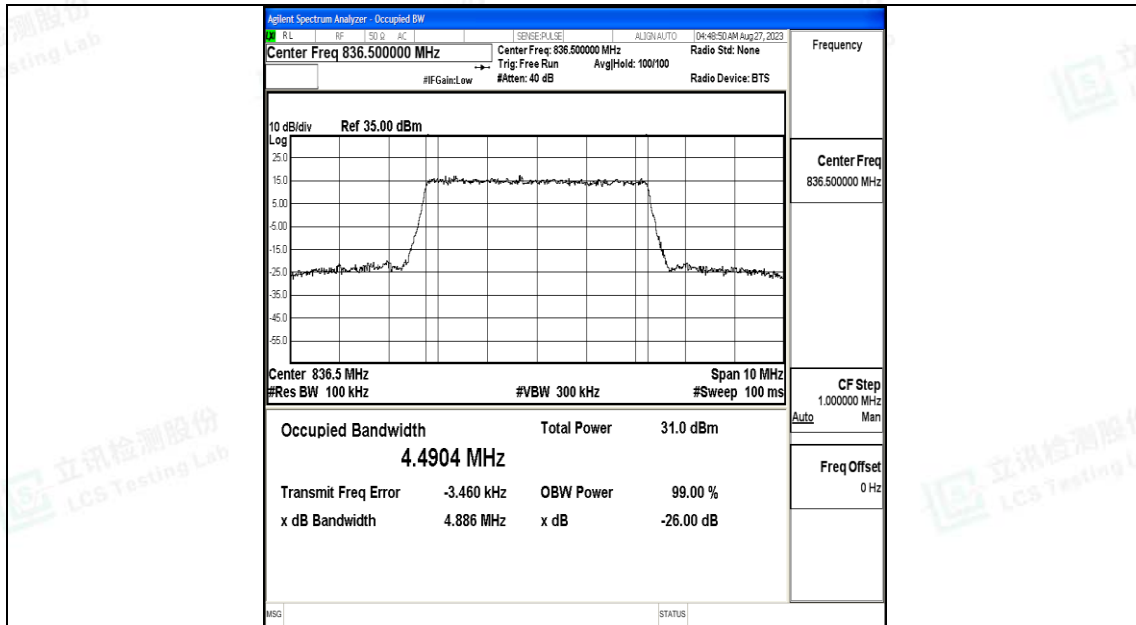 Agilent Spectrum Analyzer - Occupied BW
LXI RL RF 50 Ω AC SENSE:PULSE ALIGN AUTO 04:48:50 AM Aug 27, 2023
Center Freq 836.500000 MHz
Center Freq: 836.500000 MHz
Radio Std: None
Trig: Free Run Avg|Hold: 100/100
#IFGain:Low
#Atten: 40 dB
Radio Device: BTS
Frequency
10 dB/div Ref 35.00 dBm
Log
25.0
15.0
5.00
-5.00
-15.0
-25.0
-35.0
-45.0
-55.0
Center Freq
836.500000 MHz
Center 836.5 MHz
Span 10 MHz
#Res BW 100 kHz
#VBW 300 kHz
#Sweep 100 ms
CF Step
1.000000 MHz
Auto Man
Occupied Bandwidth
4.4904 MHz
Total Power 31.0 dBm
Transmit Freq Error -3.460 kHz
OBW Power 99.00 %
x dB Bandwidth 4.886 MHz
x dB -26.00 dB
Freq Offset
0 Hz
MSG
STATUS
立讯检测股份
LCS Testing Lab
立讯检测股份